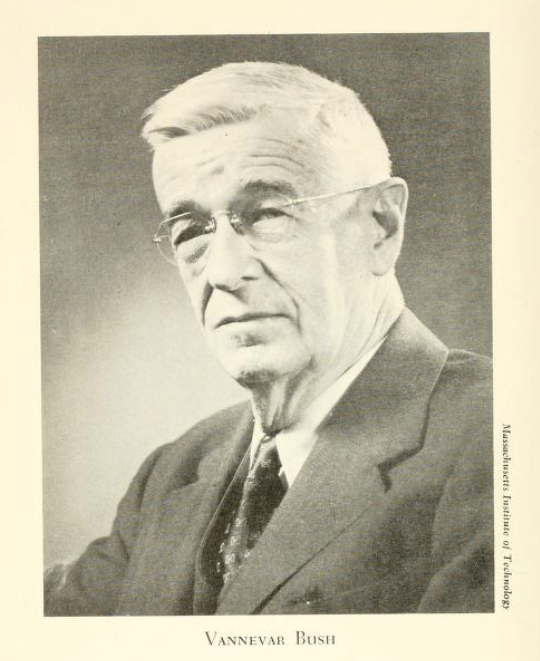 Massachusetts Institute of Technology
VANNEVAR BUSH